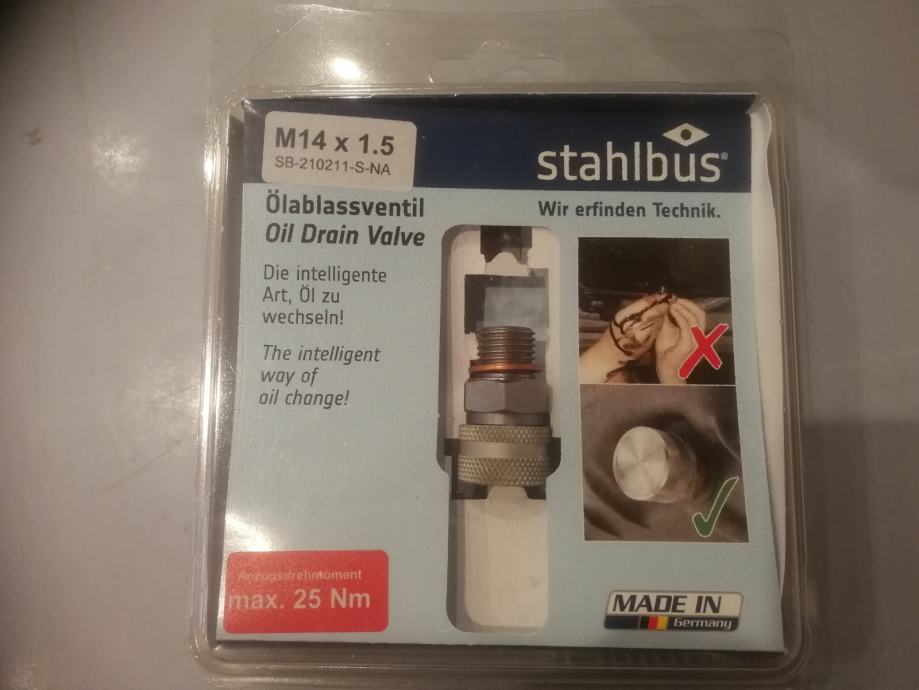 M14 x 1.5
SB-210211-S-NA
stahlbus®
Ölablassventil
Oil Drain Valve
Wir erfinden Technik.
Die intelligente
Art, Öl zu
wechseln!
The intelligent
way of
oil change!
Anzugsdrehmoment
max. 25 Nm
MADE IN
Germany